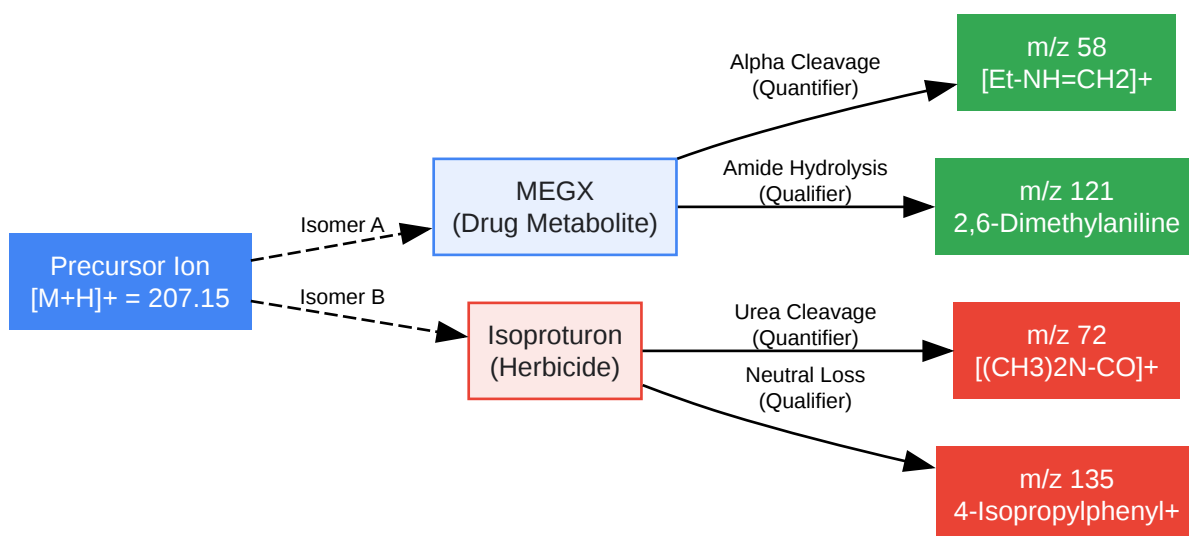 Precursor Ion
[M+H]+ = 207.15
Isomer A
Isomer B
MEGX
(Drug Metabolite)
Isoproturon
(Herbicide)
Alpha Cleavage
(Quantifier)
Amide Hydrolysis
(Qualifier)
Urea Cleavage
(Quantifier)
Neutral Loss
(Qualifier)
m/z 58
[Et-NH=CH2]+
m/z 121
2,6-Dimethylaniline
m/z 72
[(CH3)2N-CO]+
m/z 135
4-Isopropylphenyl+